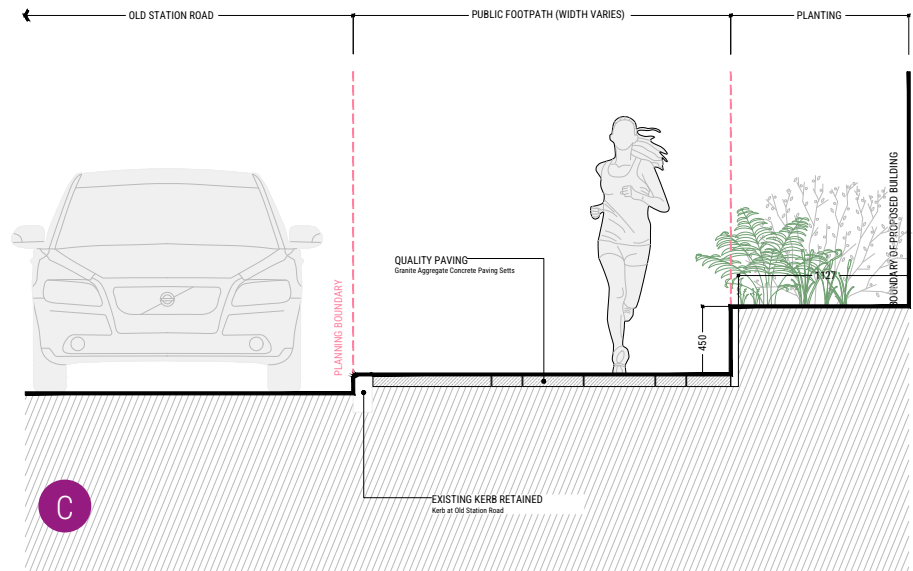 OLD STATION ROAD
PUBLIC FOOTPATH (WIDTH VARIES)
PLANTING
BOUNDARY OF PROPOSED BUILDING
QUALITY PAVING
Granite Aggregate Concrete Paving Setts
1127
PLANNING BOUNDARY
450
EXISTING KERB RETAINED
Kerb at Old Station Road
C